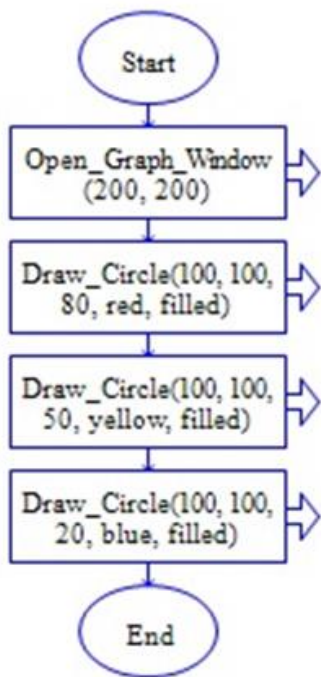 Start
Open_Graph_Window
(200, 200)
Draw_Circle(100, 100,
80, red, filled)
Draw_Circle(100, 100,
50, yellow, filled)
Draw_Circle(100, 100,
20, blue, filled)
End